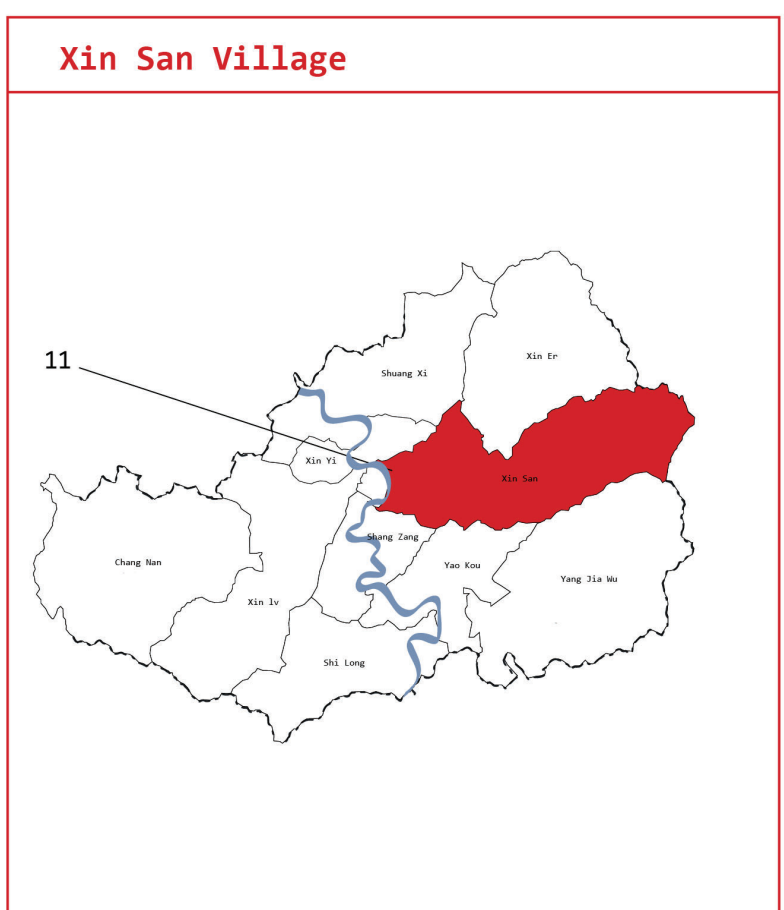 Xin San Village
11
Xin Er
Shuang Xi
Xin Yi
Xin San
Shang Zang
Chang Nan
Yao Kou
Yang Jia Wu
Xin lv
Shi Long